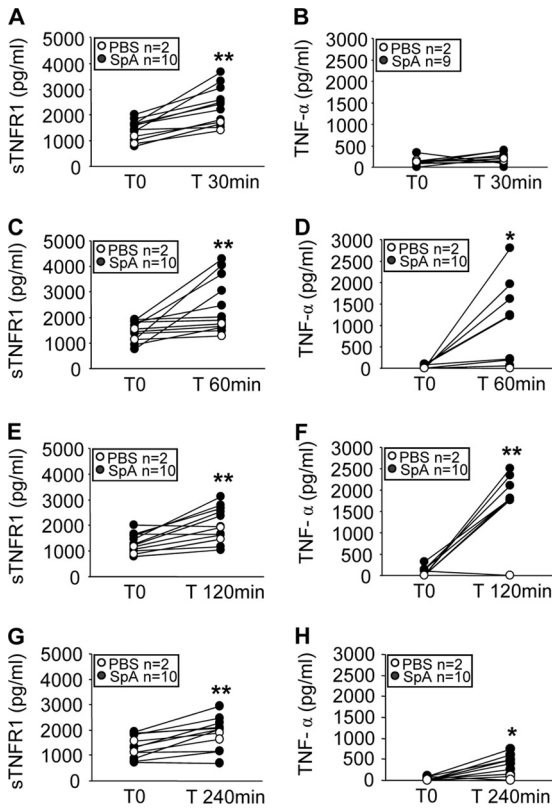 A
sTNFR1 (pg/ml)
5000
4000
3000
2000
1000
0
PBS n=2
SpA n=10
**
T0 T 30min
B
TNF-α (pg/ml)
3000
2500
2000
1500
1000
500
0
PBS n=2
SpA n=9
T0 T 30min
C
sTNFR1 (pg/ml)
5000
4000
3000
2000
1000
0
PBS n=2
SpA n=10
**
T0 T 60min
D
TNF-α (pg/ml)
3000
2500
2000
1500
1000
500
0
PBS n=2
SpA n=10
*
T0 T 60min
E
sTNFR1 (pg/ml)
5000
4000
3000
2000
1000
0
PBS n=2
SpA n=10
**
T0 T 120min
F
TNF- α (pg/ml)
3000
2500
2000
1500
1000
500
0
PBS n=2
SpA n=10
**
T0 T 120min
G
sTNFR1 (pg/ml)
5000
4000
3000
2000
1000
0
PBS n=2
SpA n=10
**
T0 T 240min
H
TNF- α (pg/ml)
3000
2500
2000
1500
1000
500
0
PBS n=2
SpA n=10
*
T0 T 240min